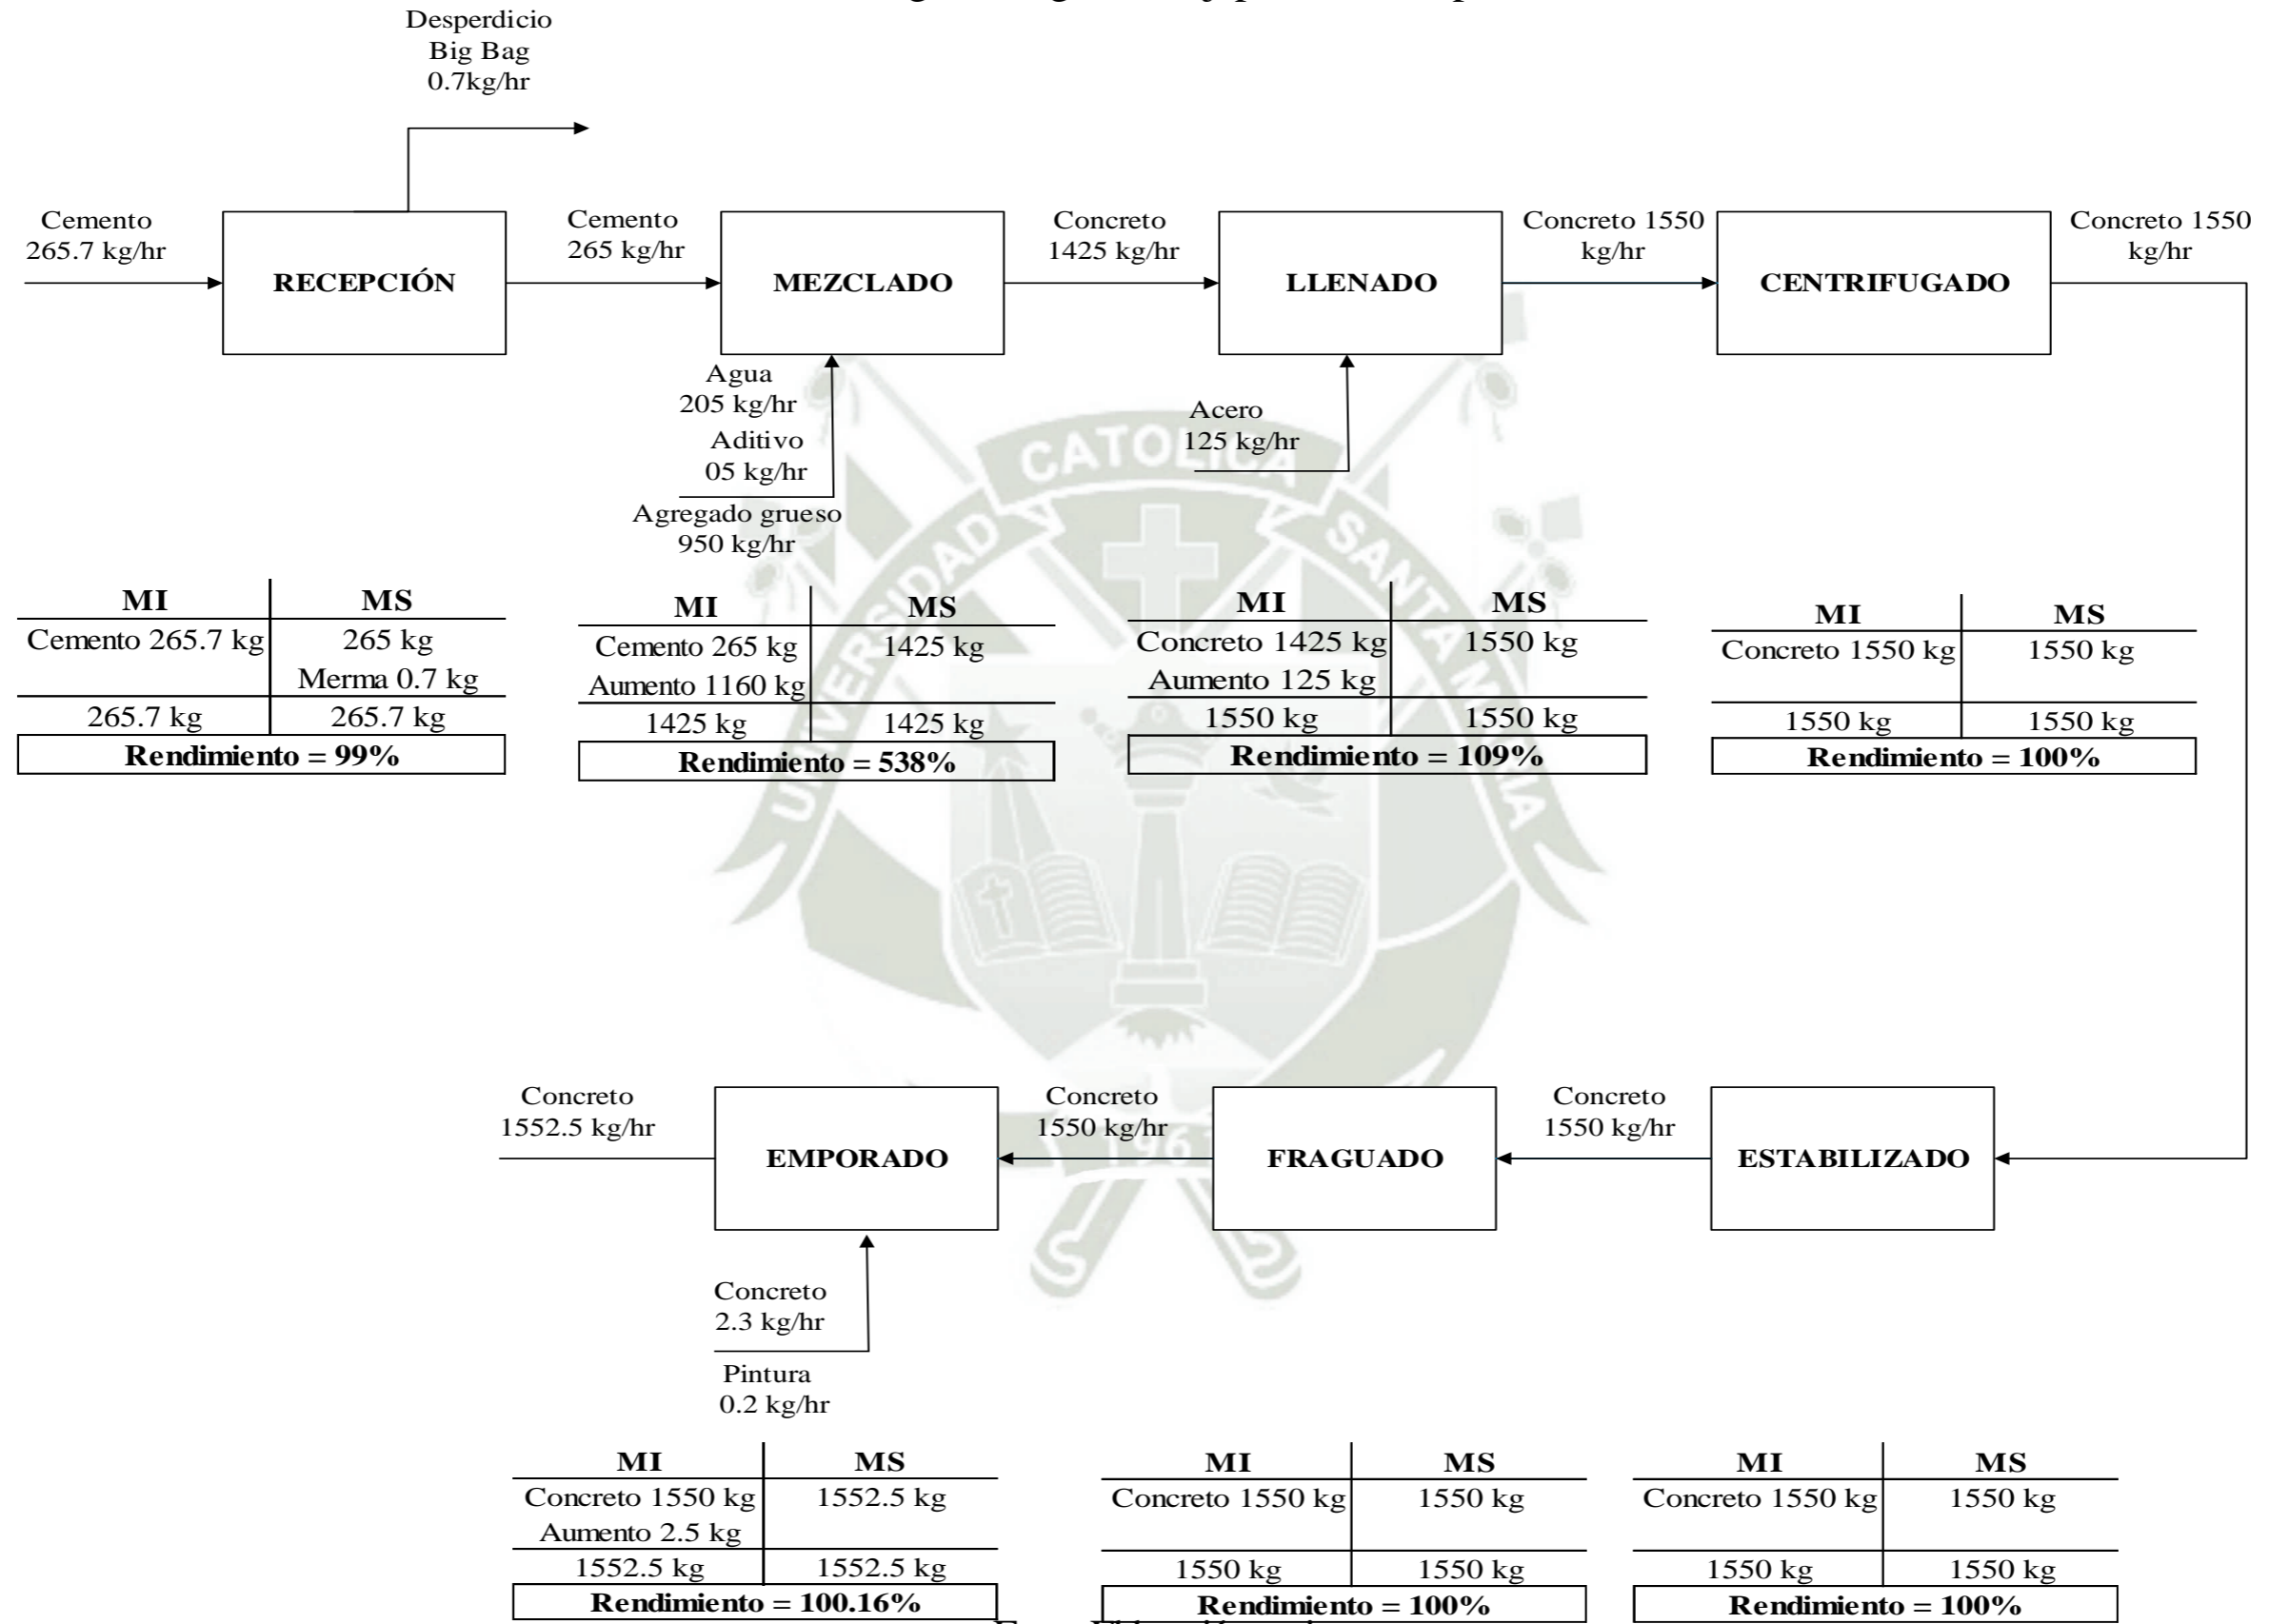 Desperdicio
Big Bag
0.7kg/hr
Cemento
265.7 kg/hr
RECEPCIÓN
Cemento
265 kg/hr
MEZCLADO
Concreto
1425 kg/hr
LLENADO
Concreto 1550
kg/hr
CENTRIFUGADO
Concreto 1550
kg/hr
Agua
205 kg/hr
Aditivo
05 kg/hr
Agregado grueso
950 kg/hr
Acero
125 kg/hr
MI MS
Cemento 265.7 kg 265 kg
Merma 0.7 kg
265.7 kg 265.7 kg
Rendimiento = 99%
MI MS
Cemento 265 kg 1425 kg
Aumento 1160 kg
1425 kg 1425 kg
Rendimiento = 538%
MI MS
Concreto 1425 kg 1550 kg
Aumento 125 kg
1550 kg 1550 kg
Rendimiento = 109%
MI MS
Concreto 1550 kg 1550 kg
1550 kg 1550 kg
Rendimiento = 100%
UNIVERSIDAD CATOLICA SANTA MARIA
Concreto
1552.5 kg/hr
EMPORADO
Concreto
1550 kg/hr
FRAGUADO
Concreto
1550 kg/hr
ESTABILIZADO
Concreto
2.3 kg/hr
Pintura
0.2 kg/hr
MI MS
Concreto 1550 kg 1552.5 kg
Aumento 2.5 kg
1552.5 kg 1552.5 kg
Rendimiento = 100.16%
MI MS
Concreto 1550 kg 1550 kg
1550 kg 1550 kg
Rendimiento = 100%
MI MS
Concreto 1550 kg 1550 kg
1550 kg 1550 kg
Rendimiento = 100%